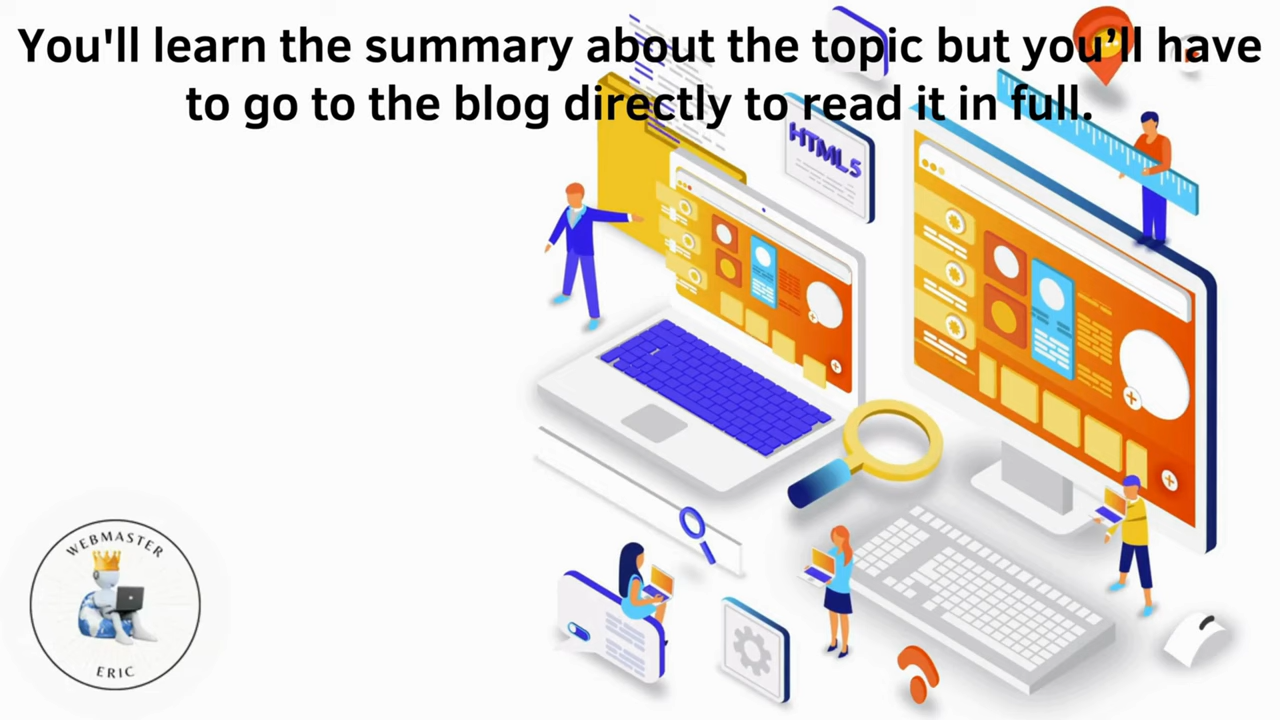 You'll learn the summary about the topic but you’ll have
to go to the blog directly to read it in full.
HTML5
WEBMASTER
ERIC